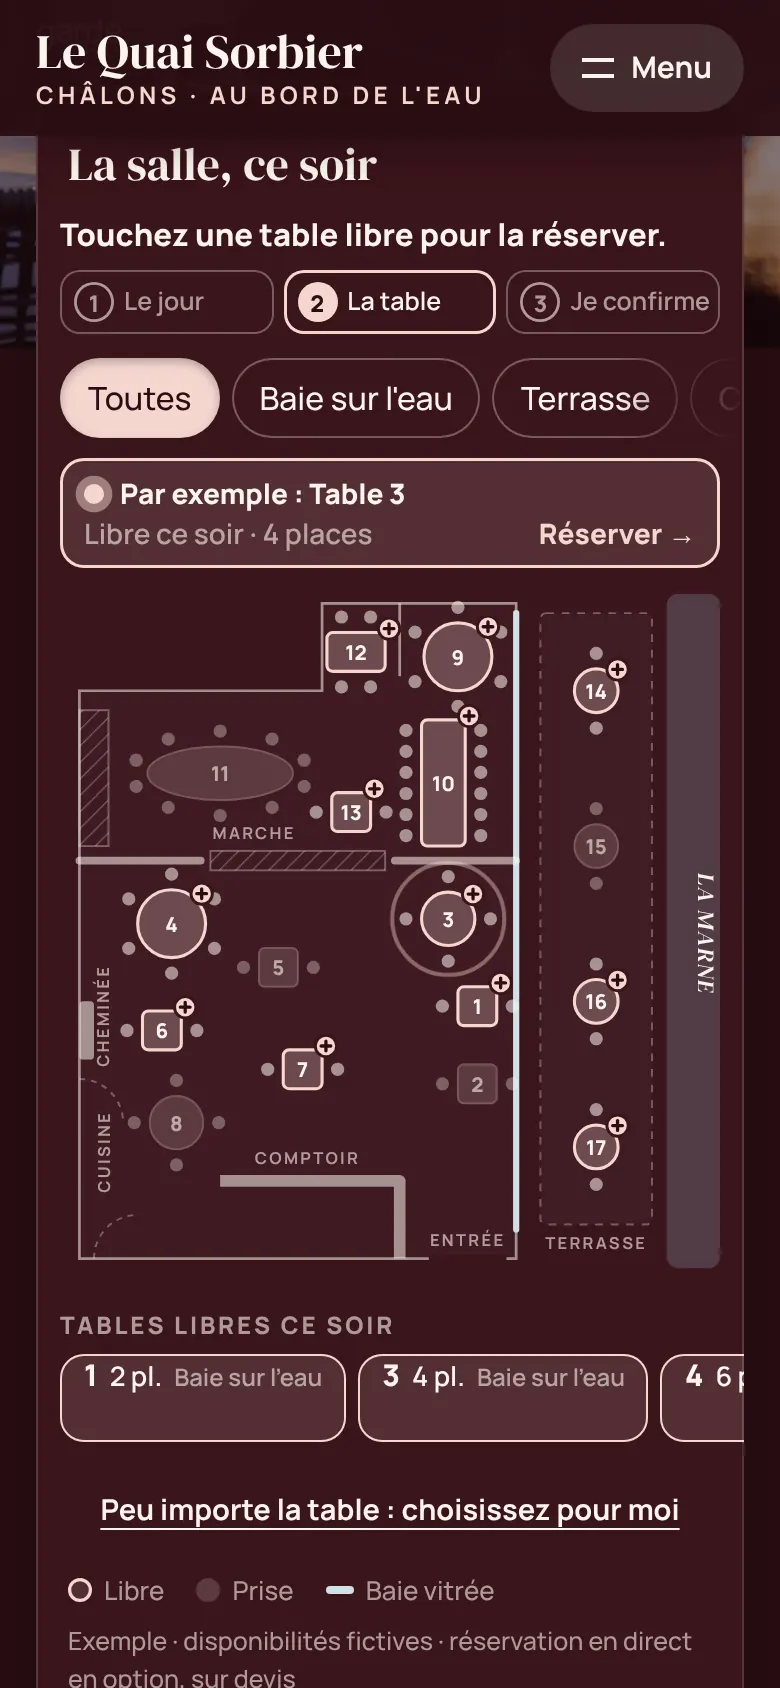 Le Quai Sorbier
CHÂLONS · AU BORD DE L'EAU
Menu
La salle, ce soir
Touchez une table libre pour la réserver.
1 Le jour
2 La table
3 Je confirme
Toutes
Baie sur l'eau
Terrasse
Par exemple : Table 3
Libre ce soir · 4 places
Réserver →
12
9
14
11
10
13
MARCHE
15
4
3
5
LA MARNE
CHEMINÉE
1
16
6
7
2
8
CUISINE
17
COMPTOIR
ENTRÉE
TERRASSE
TABLES LIBRES CE SOIR
1 2 pl. Baie sur l'eau
3 4 pl. Baie sur l'eau
4 6 p
Peu importe la table : choisissez pour moi
Libre
Prise
Baie vitrée
Exemple · disponibilités fictives · réservation en direct
en option, sur devis